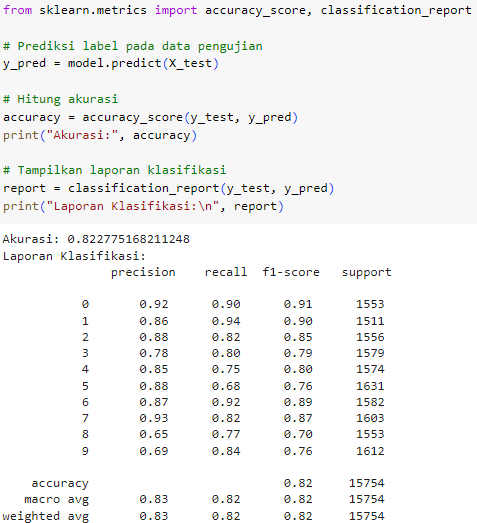 from sklearn.metrics import accuracy_score, classification_report
# Prediksi label pada data pengujian
y_pred = model.predict(X_test)
# Hitung akurasi
accuracy = accuracy_score(y_test, y_pred)
print("Akurasi:", accuracy)
# Tampilkan laporan klasifikasi
report = classification_report(y_test, y_pred)
print("Laporan Klasifikasi:\n", report)
Akurasi: 0.822775168211248
Laporan Klasifikasi:
precision recall f1-score support
0 0.92 0.90 0.91 1553
1 0.86 0.94 0.90 1511
2 0.88 0.82 0.85 1556
3 0.78 0.80 0.79 1579
4 0.85 0.75 0.80 1574
5 0.88 0.68 0.76 1631
6 0.87 0.92 0.89 1582
7 0.93 0.82 0.87 1603
8 0.65 0.77 0.70 1553
9 0.69 0.84 0.76 1612
accuracy 0.82 15754
macro avg 0.83 0.82 0.82 15754
weighted avg 0.83 0.82 0.82 15754